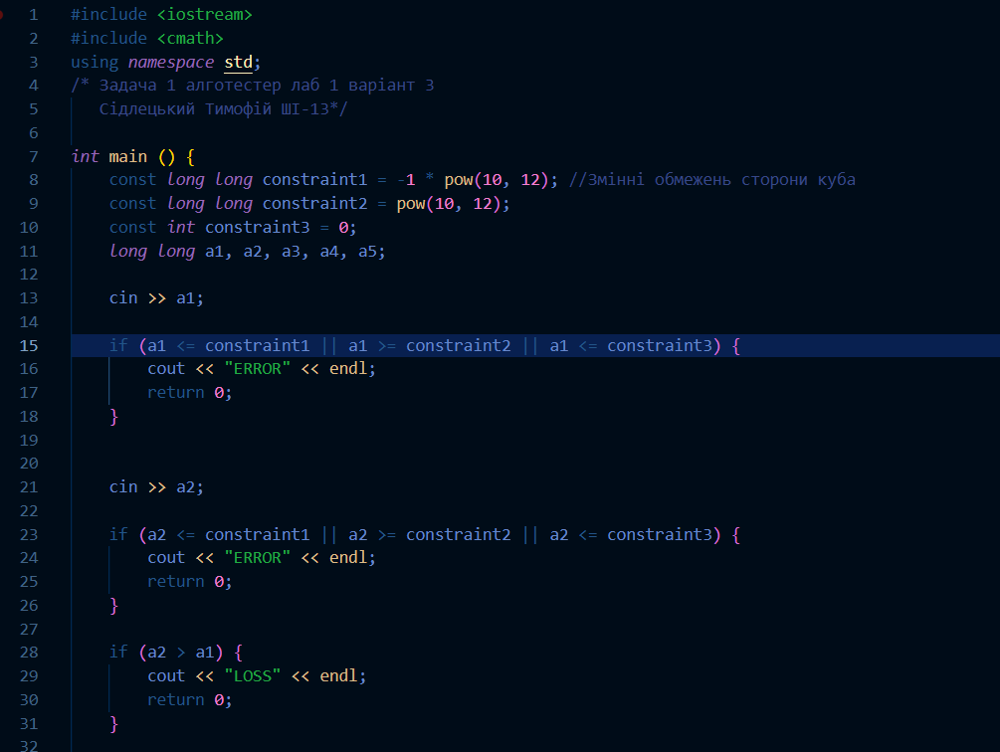 1 #include <iostream>
2 #include <cmath>
3 using namespace std;
4 /* Задача 1 алготестер лаб 1 варіант 3
5 Сідлецький Тимофій ШІ-13*/
6
7 int main () {
8 const long long constraint1 = -1 * pow(10, 12); //Змінні обмежень сторони куба
9 const long long constraint2 = pow(10, 12);
10 const int constraint3 = 0;
11 long long a1, a2, a3, a4, a5;
12
13 cin >> a1;
14
15 if (a1 <= constraint1 || a1 >= constraint2 || a1 <= constraint3) {
16 cout << "ERROR" << endl;
17 return 0;
18 }
19
20
21 cin >> a2;
22
23 if (a2 <= constraint1 || a2 >= constraint2 || a2 <= constraint3) {
24 cout << "ERROR" << endl;
25 return 0;
26 }
27
28 if (a2 > a1) {
29 cout << "LOSS" << endl;
30 return 0;
31 }
32